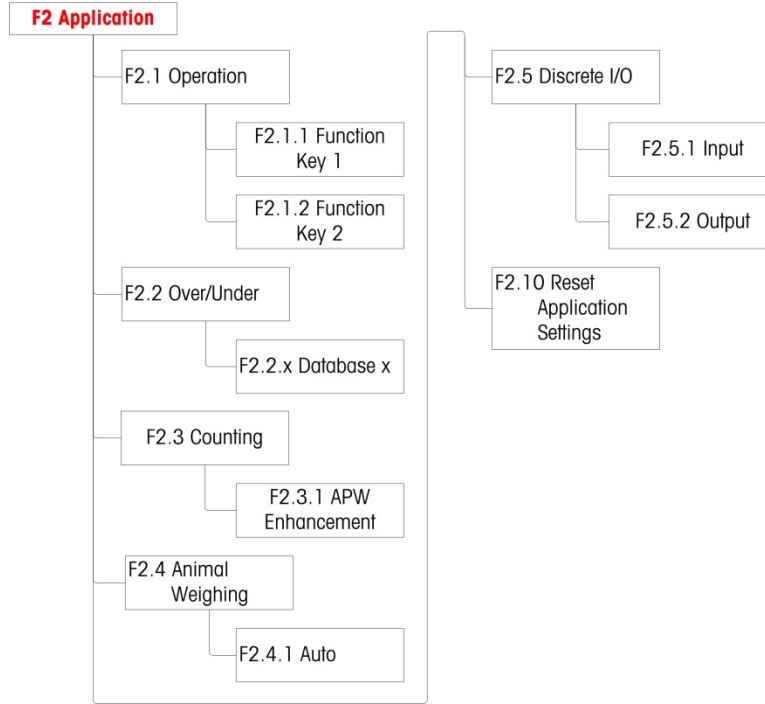 F2 Application
F2.1 Operation
F2.1.1 Function
Key 1
F2.1.2 Function
Key 2
F2.2 Over/Under
F2.2.x Database x
F2.3 Counting
F2.3.1 APW
Enhancement
F2.4 Animal
Weighing
F2.4.1 Auto
F2.5 Discrete I/O
F2.5.1 Input
F2.5.2 Output
F2.10 Reset
Application
Settings